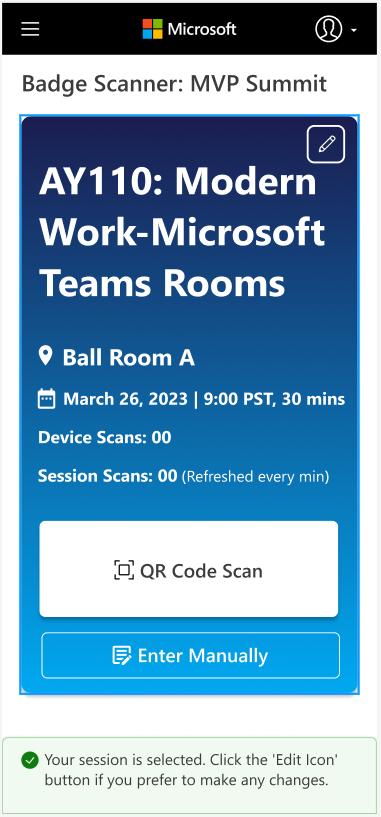 Microsoft
Badge Scanner: MVP Summit
AY110: Modern
Work-Microsoft
Teams Rooms
Ball Room A
March 26, 2023 | 9:00 PST, 30 mins
Device Scans: 00
Session Scans: 00 (Refreshed every min)
QR Code Scan
Enter Manually
Your session is selected. Click the 'Edit Icon'
button if you prefer to make any changes.